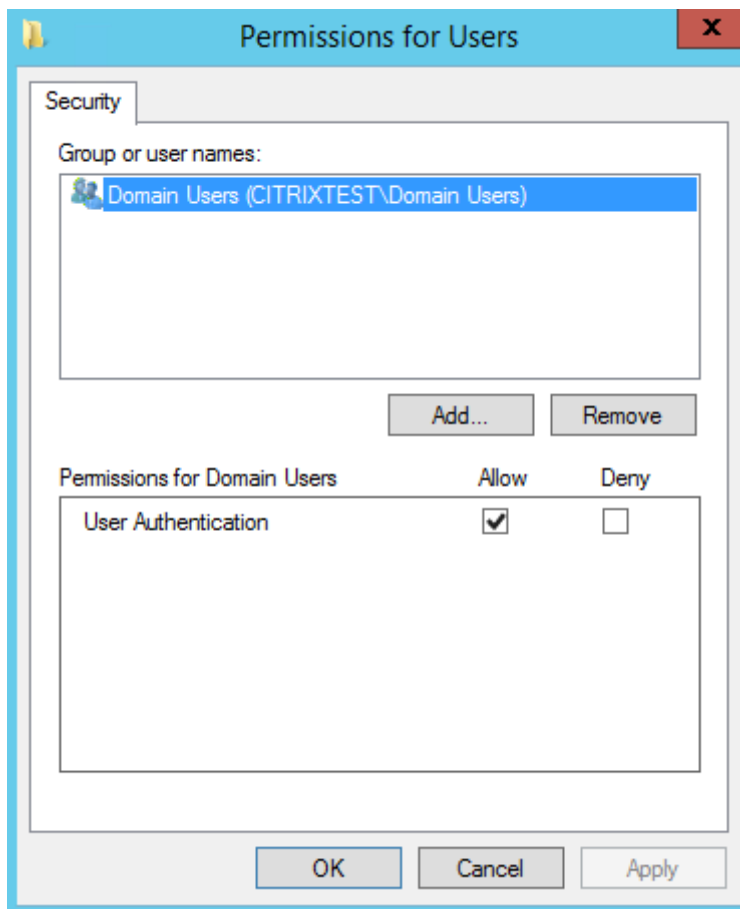 Permissions for Users
x
Security
Group or user names:
Domain Users (CITRIXTEST\Domain Users)
Add... Remove
Permissions for Domain Users Allow Deny
User Authentication
OK Cancel Apply